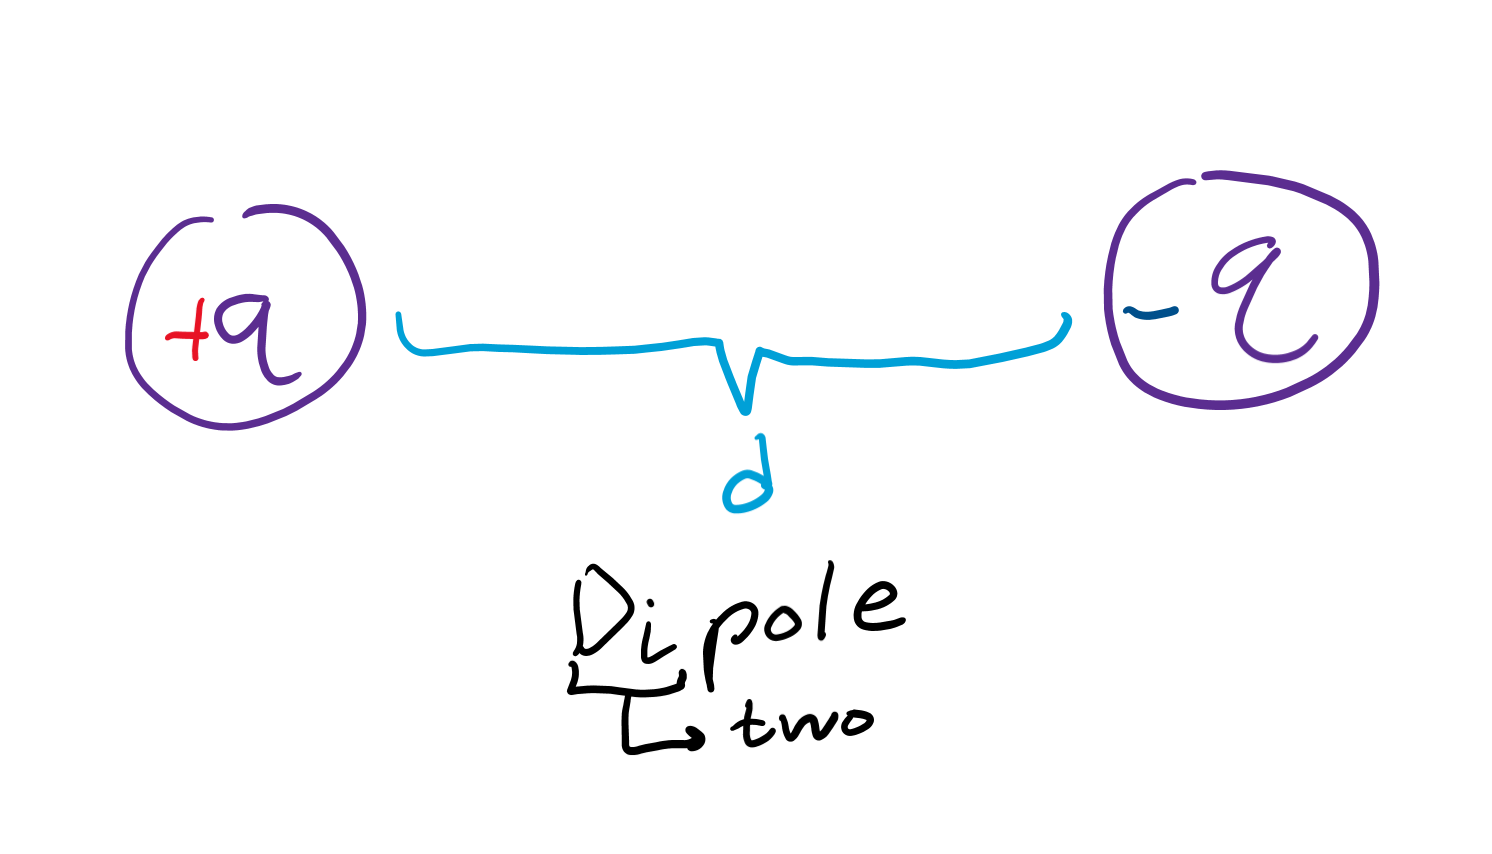 +q -q
d
Dipole
two